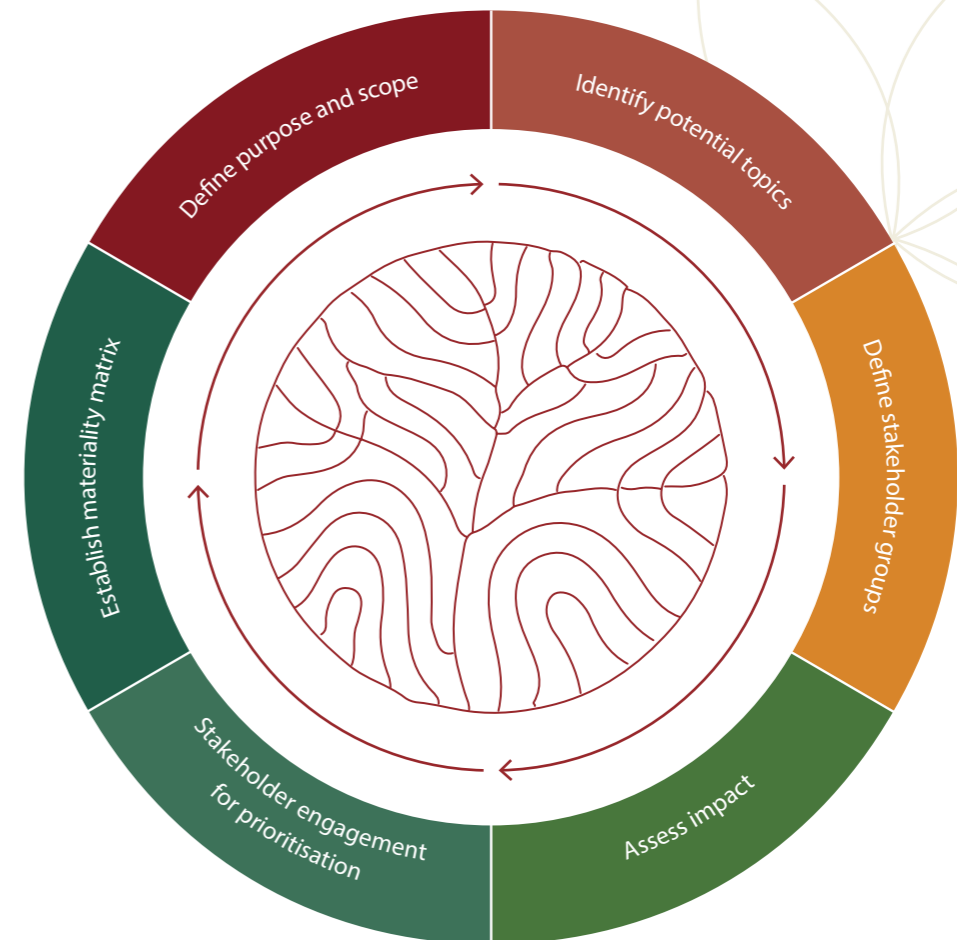 Define purpose and scope
Identify potential topics
Define stakeholder groups
Assess impact
Stakeholder engagement
for prioritisation
Establish materiality matrix